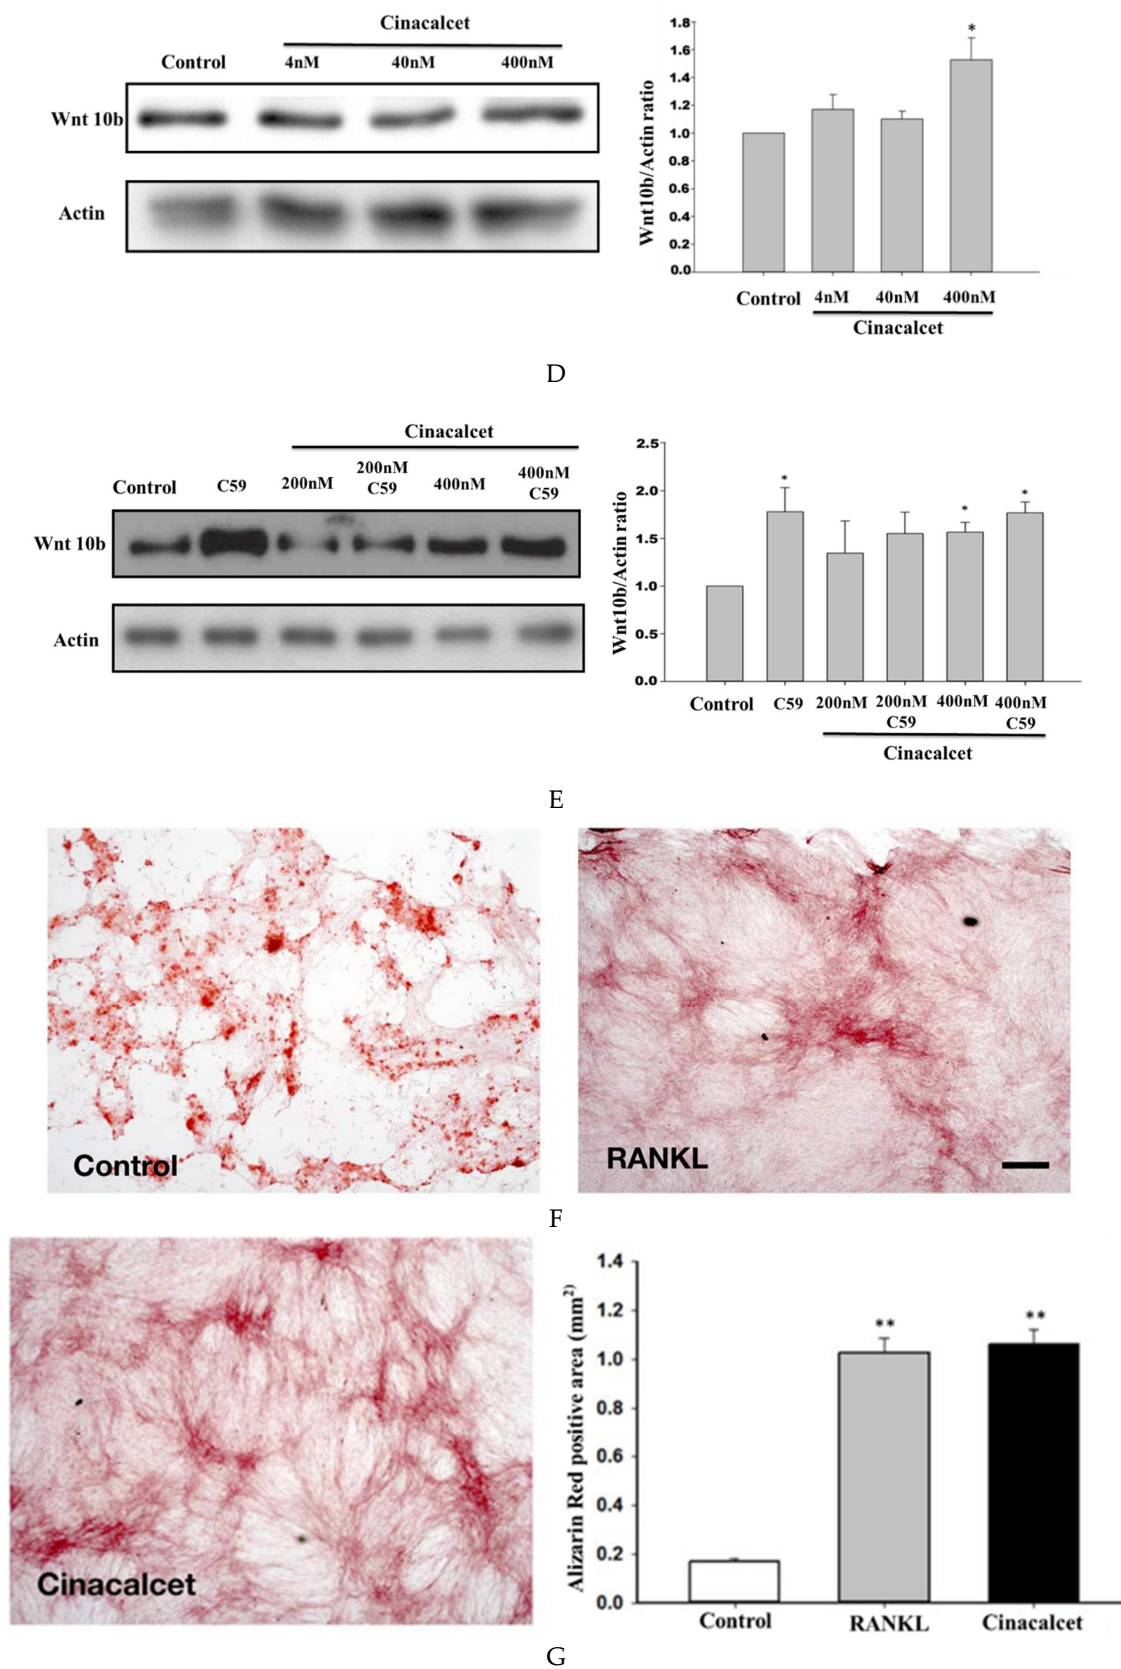 Cinacalcet
Control 4nM 40nM 400nM
Wnt 10b
Actin
Wnt10b/Actin ratio
1.8
1.6
1.4
1.2
1.0
0.8
0.6
0.4
0.2
0.0
*
Control 4nM 40nM 400nM
Cinacalcet
D
Cinacalcet
Control C59 200nM 200nM C59 400nM 400nM C59
Wnt 10b
Actin
Wnt10b/Actin ratio
2.5
2.0
1.5
1.0
0.5
0.0
* * *
Control C59 200nM 200nM 400nM 400nM
C59 C59
Cinacalcet
E
Control
RANKL
F
Cinacalcet
Alizarin Red positive area (mm²)
1.4
1.2
1.0
0.8
0.6
0.4
0.2
0.0
** **
Control RANKL Cinacalcet
G